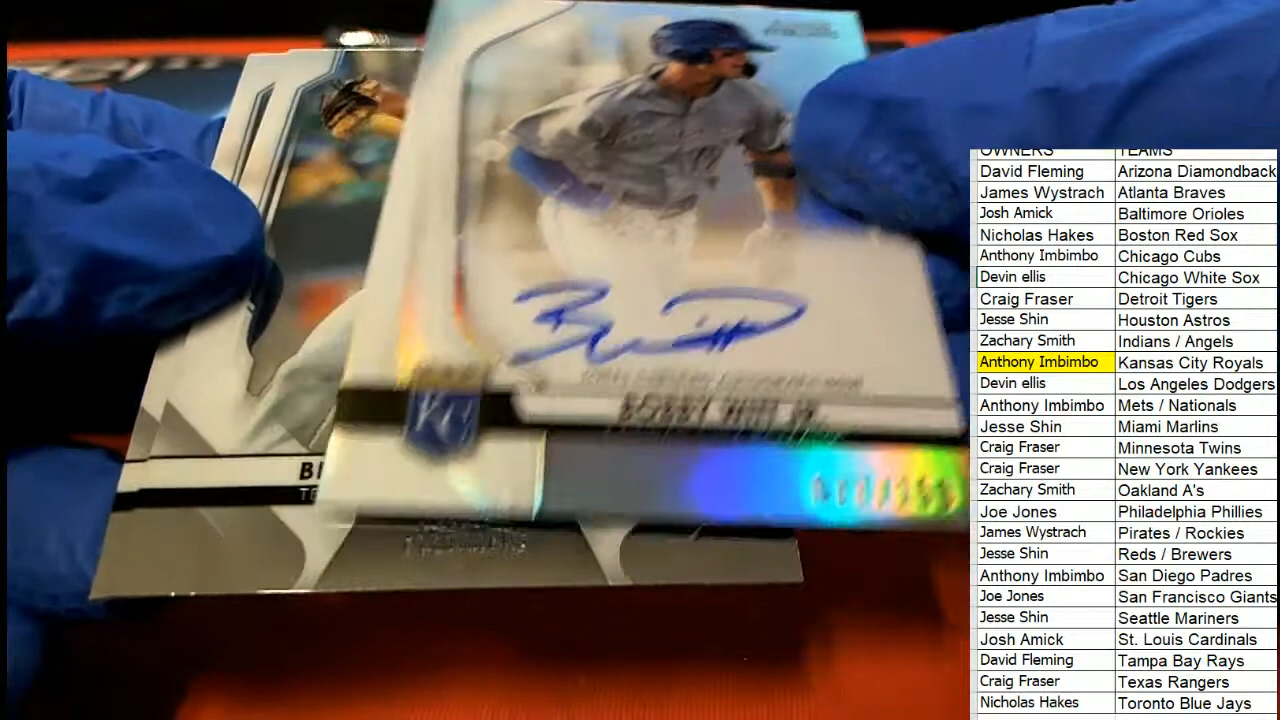 KC
BOBBY WITT JR.
OWNERS TEAMS
David Fleming Arizona Diamondback
James Wystrach Atlanta Braves
Josh Amick Baltimore Orioles
Nicholas Hakes Boston Red Sox
Anthony Imbimbo Chicago Cubs
Devin ellis Chicago White Sox
Craig Fraser Detroit Tigers
Jesse Shin Houston Astros
Zachary Smith Indians / Angels
Anthony Imbimbo Kansas City Royals
Devin ellis Los Angeles Dodgers
Anthony Imbimbo Mets / Nationals
Jesse Shin Miami Marlins
Craig Fraser Minnesota Twins
Craig Fraser New York Yankees
Zachary Smith Oakland A's
Joe Jones Philadelphia Phillies
James Wystrach Pirates / Rockies
Jesse Shin Reds / Brewers
Anthony Imbimbo San Diego Padres
Joe Jones San Francisco Giants
Jesse Shin Seattle Mariners
Josh Amick St. Louis Cardinals
David Fleming Tampa Bay Rays
Craig Fraser Texas Rangers
Nicholas Hakes Toronto Blue Jays